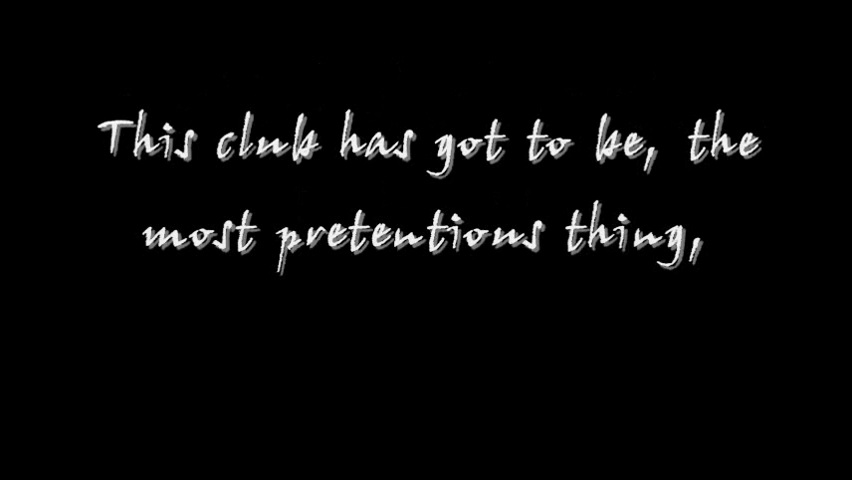 This club has got to be, the
most pretentious thing,